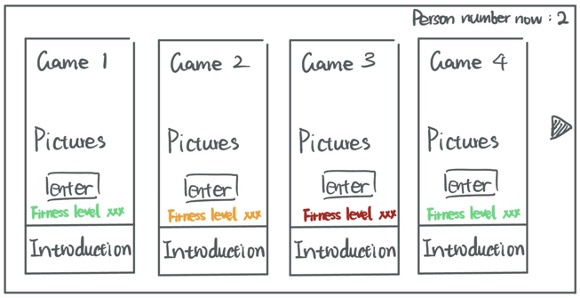 Person number now : 2
Game 1
Pictures
enter
Fitness level xxx
Introduction
Game 2
Pictures
enter
Fitness level xxx
Introduction
Game 3
Pictures
enter
Fitness level xxx
Introduction
Game 4
Pictures
enter
Fitness level xxx
Introduction